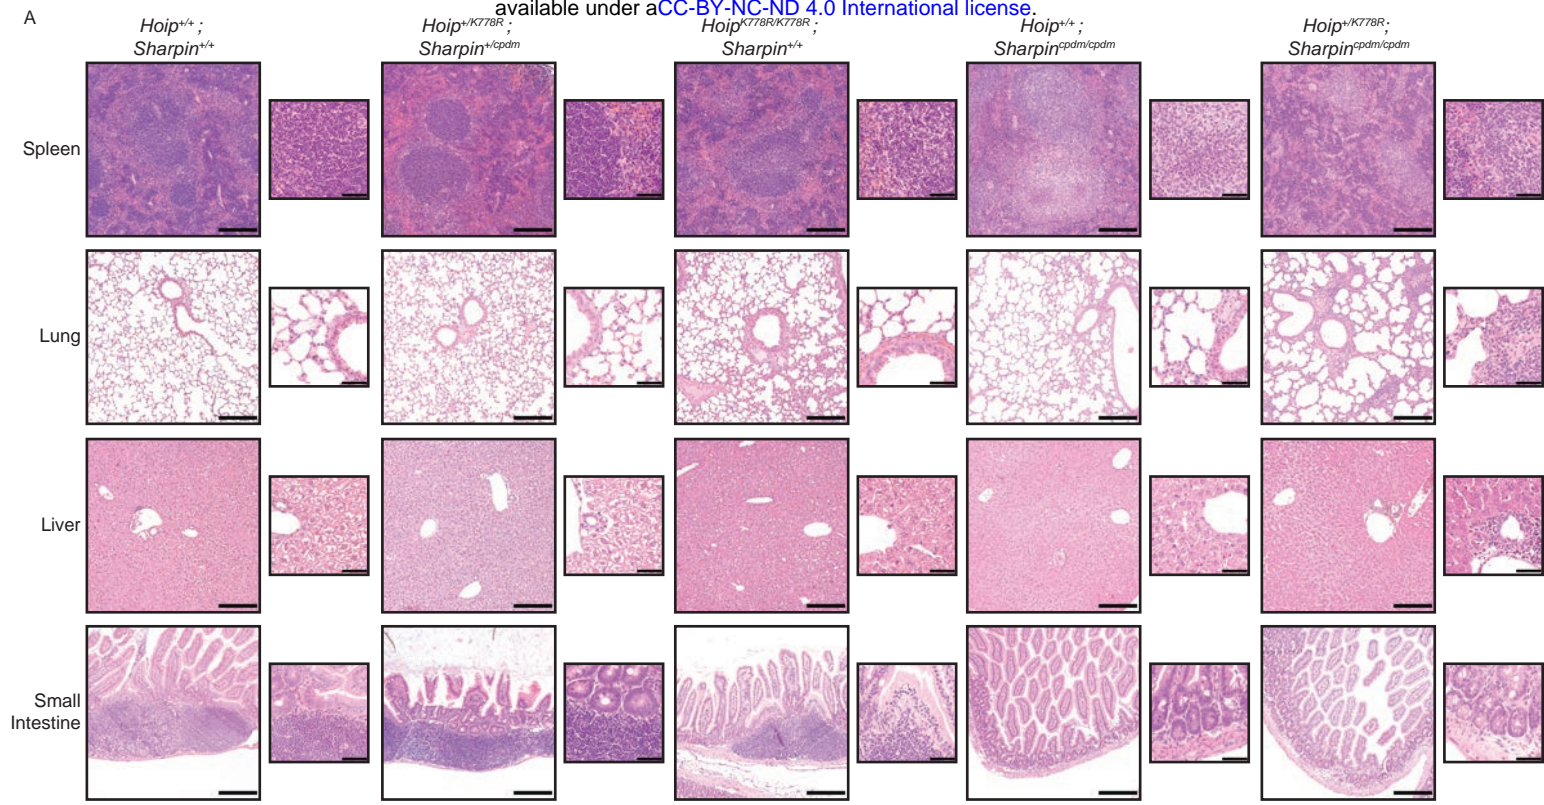 available under aCC-BY-NC-ND 4.0 International license.
A
Hoip+/+ ;
Sharpin+/+
Hoip+/K778R ;
Sharpin+/cpdm
HoipK778R/K778R ;
Sharpin+/+
Hoip+/+ ;
Sharpincpdm/cpdm
Hoip+/K778R ;
Sharpincpdm/cpdm
Spleen
Lung
Liver
Small
Intestine